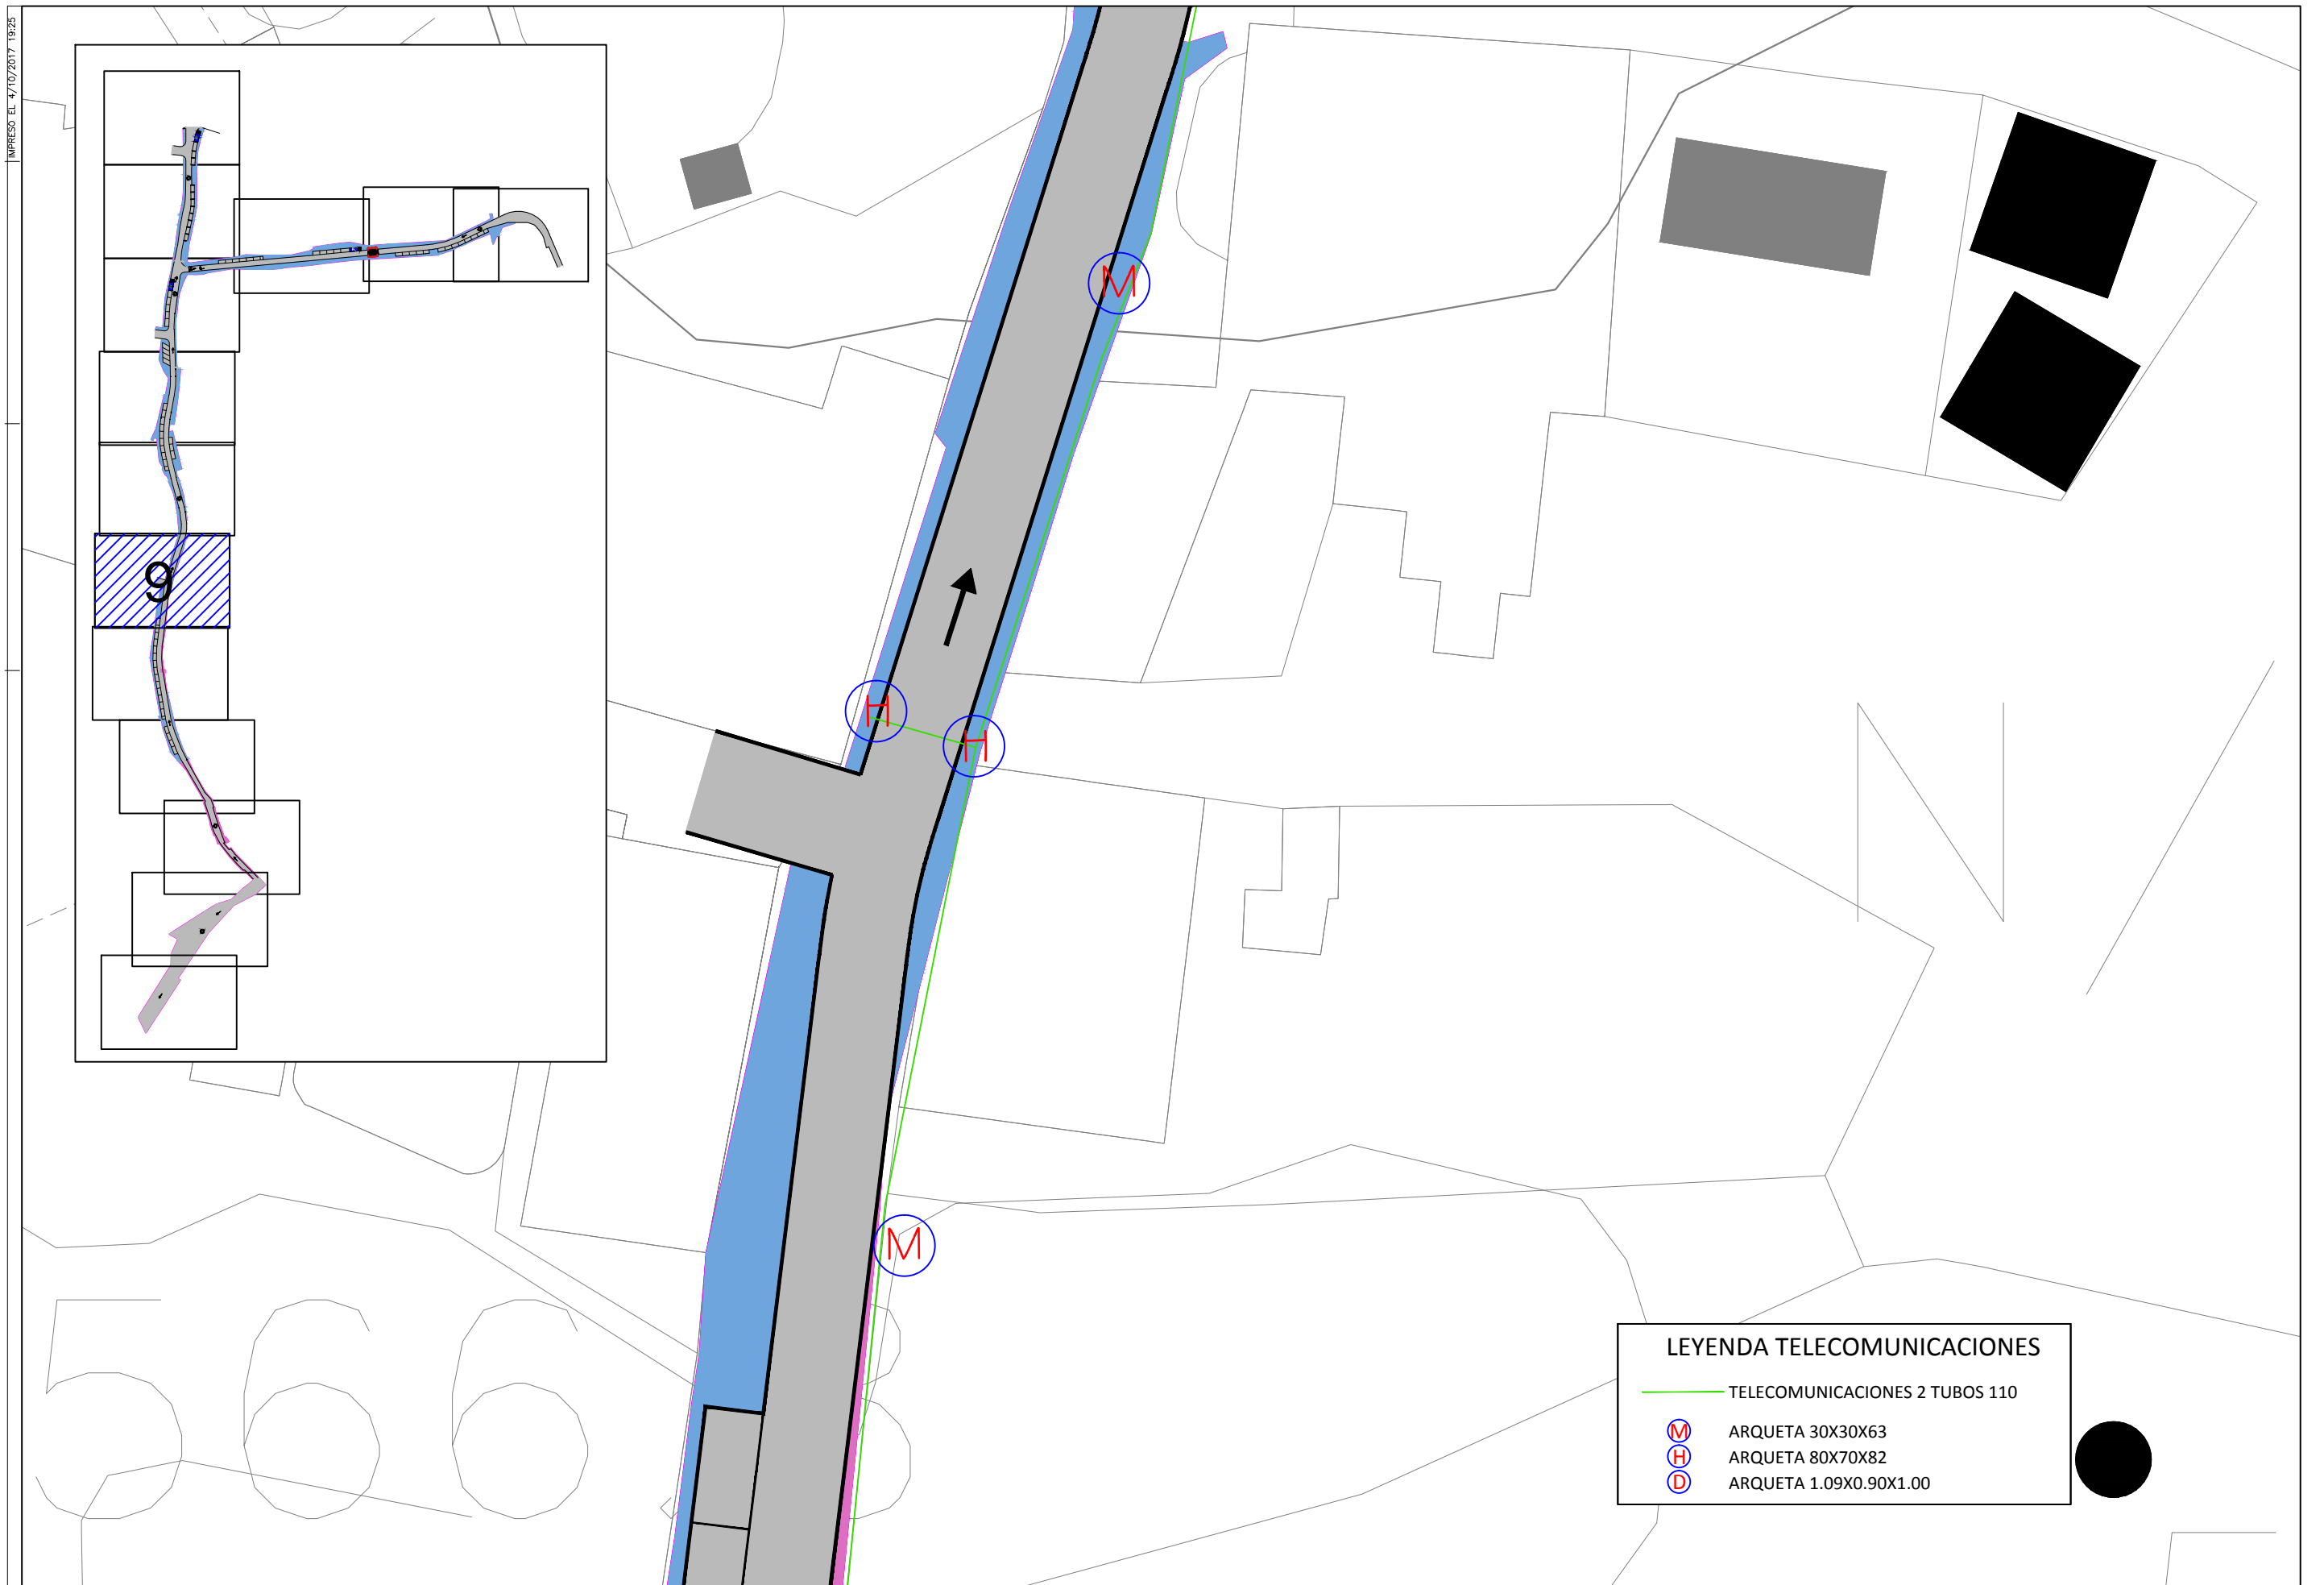 IMPRESO EL 4/10/2017 19:25
9
M
H
H
M
566
LEYENDA TELECOMUNICACIONES
TELECOMUNICACIONES 2 TUBOS 110
M ARQUETA 30X30X63
H ARQUETA 80X70X82
D ARQUETA 1.09X0.90X1.00